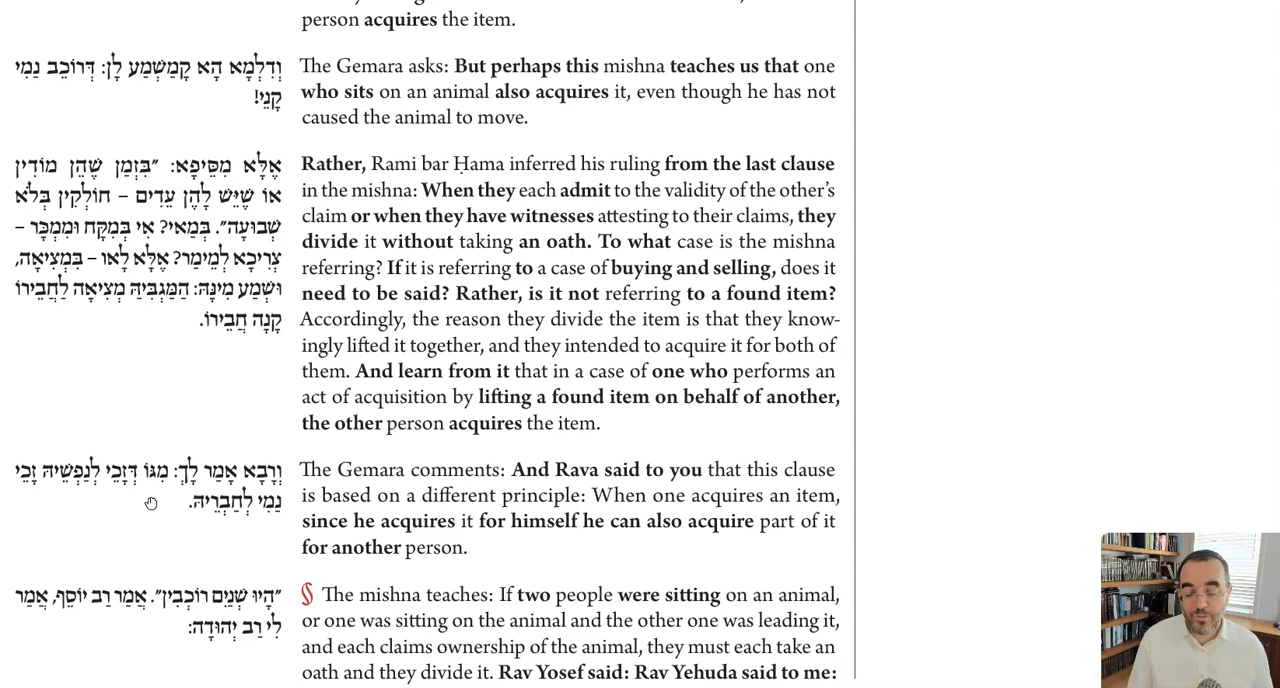 person acquires the item.
וְדִלְמָא הָא קָמַשְׁמַע לַן: דְּרוֹכֵב נַמִי
קָנֵי!
The Gemara asks: But perhaps this mishna teaches us that one
who sits on an animal also acquires it, even though he has not
caused the animal to move.
אֶלָּא מִסֵּיפָא: ״בִּזְמַן שֶׁהֵן מוֹדִין
אוֹ שֶׁיֵּשׁ לָהֶן עֵדִים – חוֹלְקִין בְּלֹא
שְׁבוּעָה״. בְּמַאי? אִי בְּמִקָּח וּמִמְכָּר –
צְרִיכָא לְמֵימַר? אֶלָּא לָאו – בִּמְצִיאָה,
וּשְׁמַע מִינָּהּ: הַמַּגְבִּיהַּ מְצִיאָה לַחֲבֵירוֹ
קָנָה חֲבֵירוֹ.
Rather, Rami bar Ḥama inferred his ruling from the last clause
in the mishna: When they each admit to the validity of the other's
claim or when they have witnesses attesting to their claims, they
divide it without taking an oath. To what case is the mishna
referring? If it is referring to a case of buying and selling, does it
need to be said? Rather, is it not referring to a found item?
Accordingly, the reason they divide the item is that they know-
ingly lifted it together, and they intended to acquire it for both of
them. And learn from it that in a case of one who performs an
act of acquisition by lifting a found item on behalf of another,
the other person acquires the item.
וְרָבָא אָמַר לָךְ: מִגּוֹ דְּזָכֵי לְנַפְשֵׁיהּ זָכֵי
נַמִי לְחַבְרֵיהּ.
The Gemara comments: And Rava said to you that this clause
is based on a different principle: When one acquires an item,
since he acquires it for himself he can also acquire part of it
for another person.
״הָיוּ שְׁנַיִם רוֹכְבִין״. אֲמַר רַב יוֹסֵף, אֲמַר
לִי רַב יְהוּדָה:
The mishna teaches: If two people were sitting on an animal,
or one was sitting on the animal and the other one was leading it,
and each claims ownership of the animal, they must each take an
oath and they divide it. Rav Yosef said: Rav Yehuda said to me: